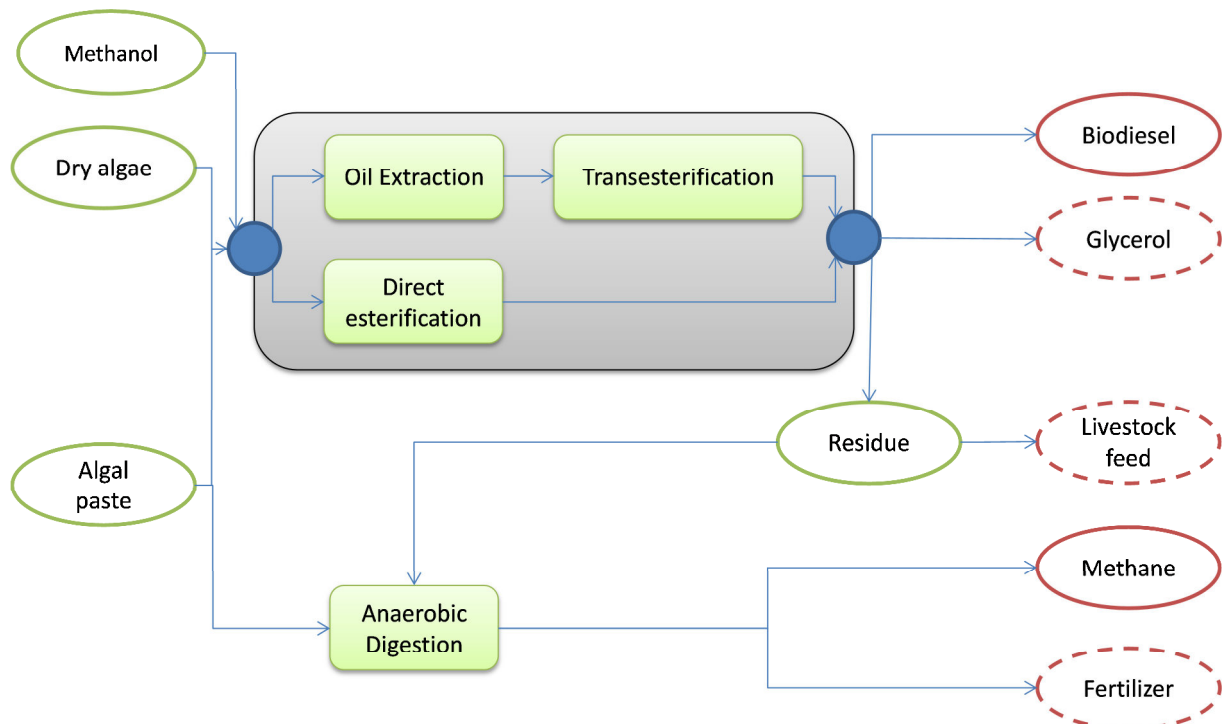 Methanol
Dry algae
Oil Extraction
Transesterification
Biodiesel
Glycerol
Direct
esterification
Algal
paste
Residue
Livestock
feed
Methane
Anaerobic
Digestion
Fertilizer